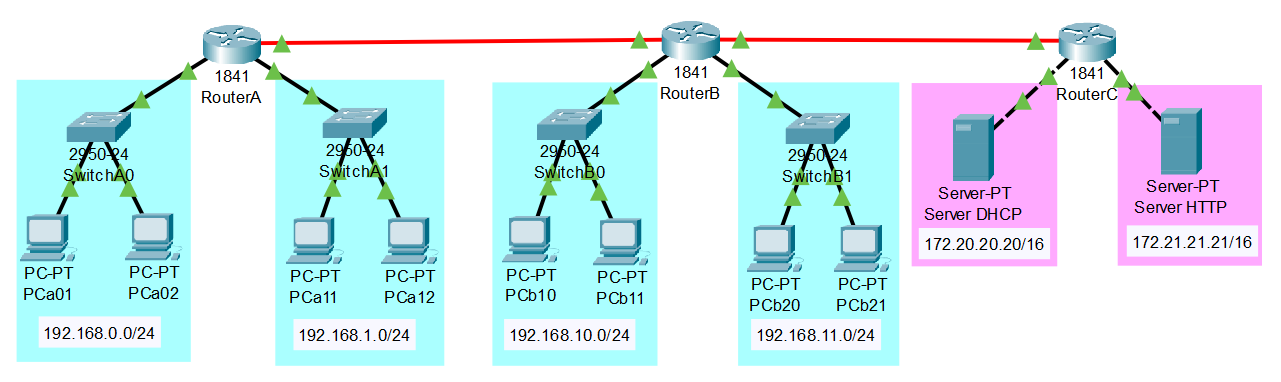 1841
RouterA
1841
RouterB
1841
RouterC
2950-24
SwitchA0
2950-24
SwitchA1
2950-24
SwitchB0
2950-24
SwitchB1
Server-PT
Server DHCP
172.20.20.20/16
Server-PT
Server HTTP
172.21.21.21/16
PC-PT
PCa01
PC-PT
PCa02
PC-PT
PCa11
PC-PT
PCa12
PC-PT
PCb10
PC-PT
PCb11
PC-PT
PCb20
PC-PT
PCb21
192.168.0.0/24
192.168.1.0/24
192.168.10.0/24
192.168.11.0/24